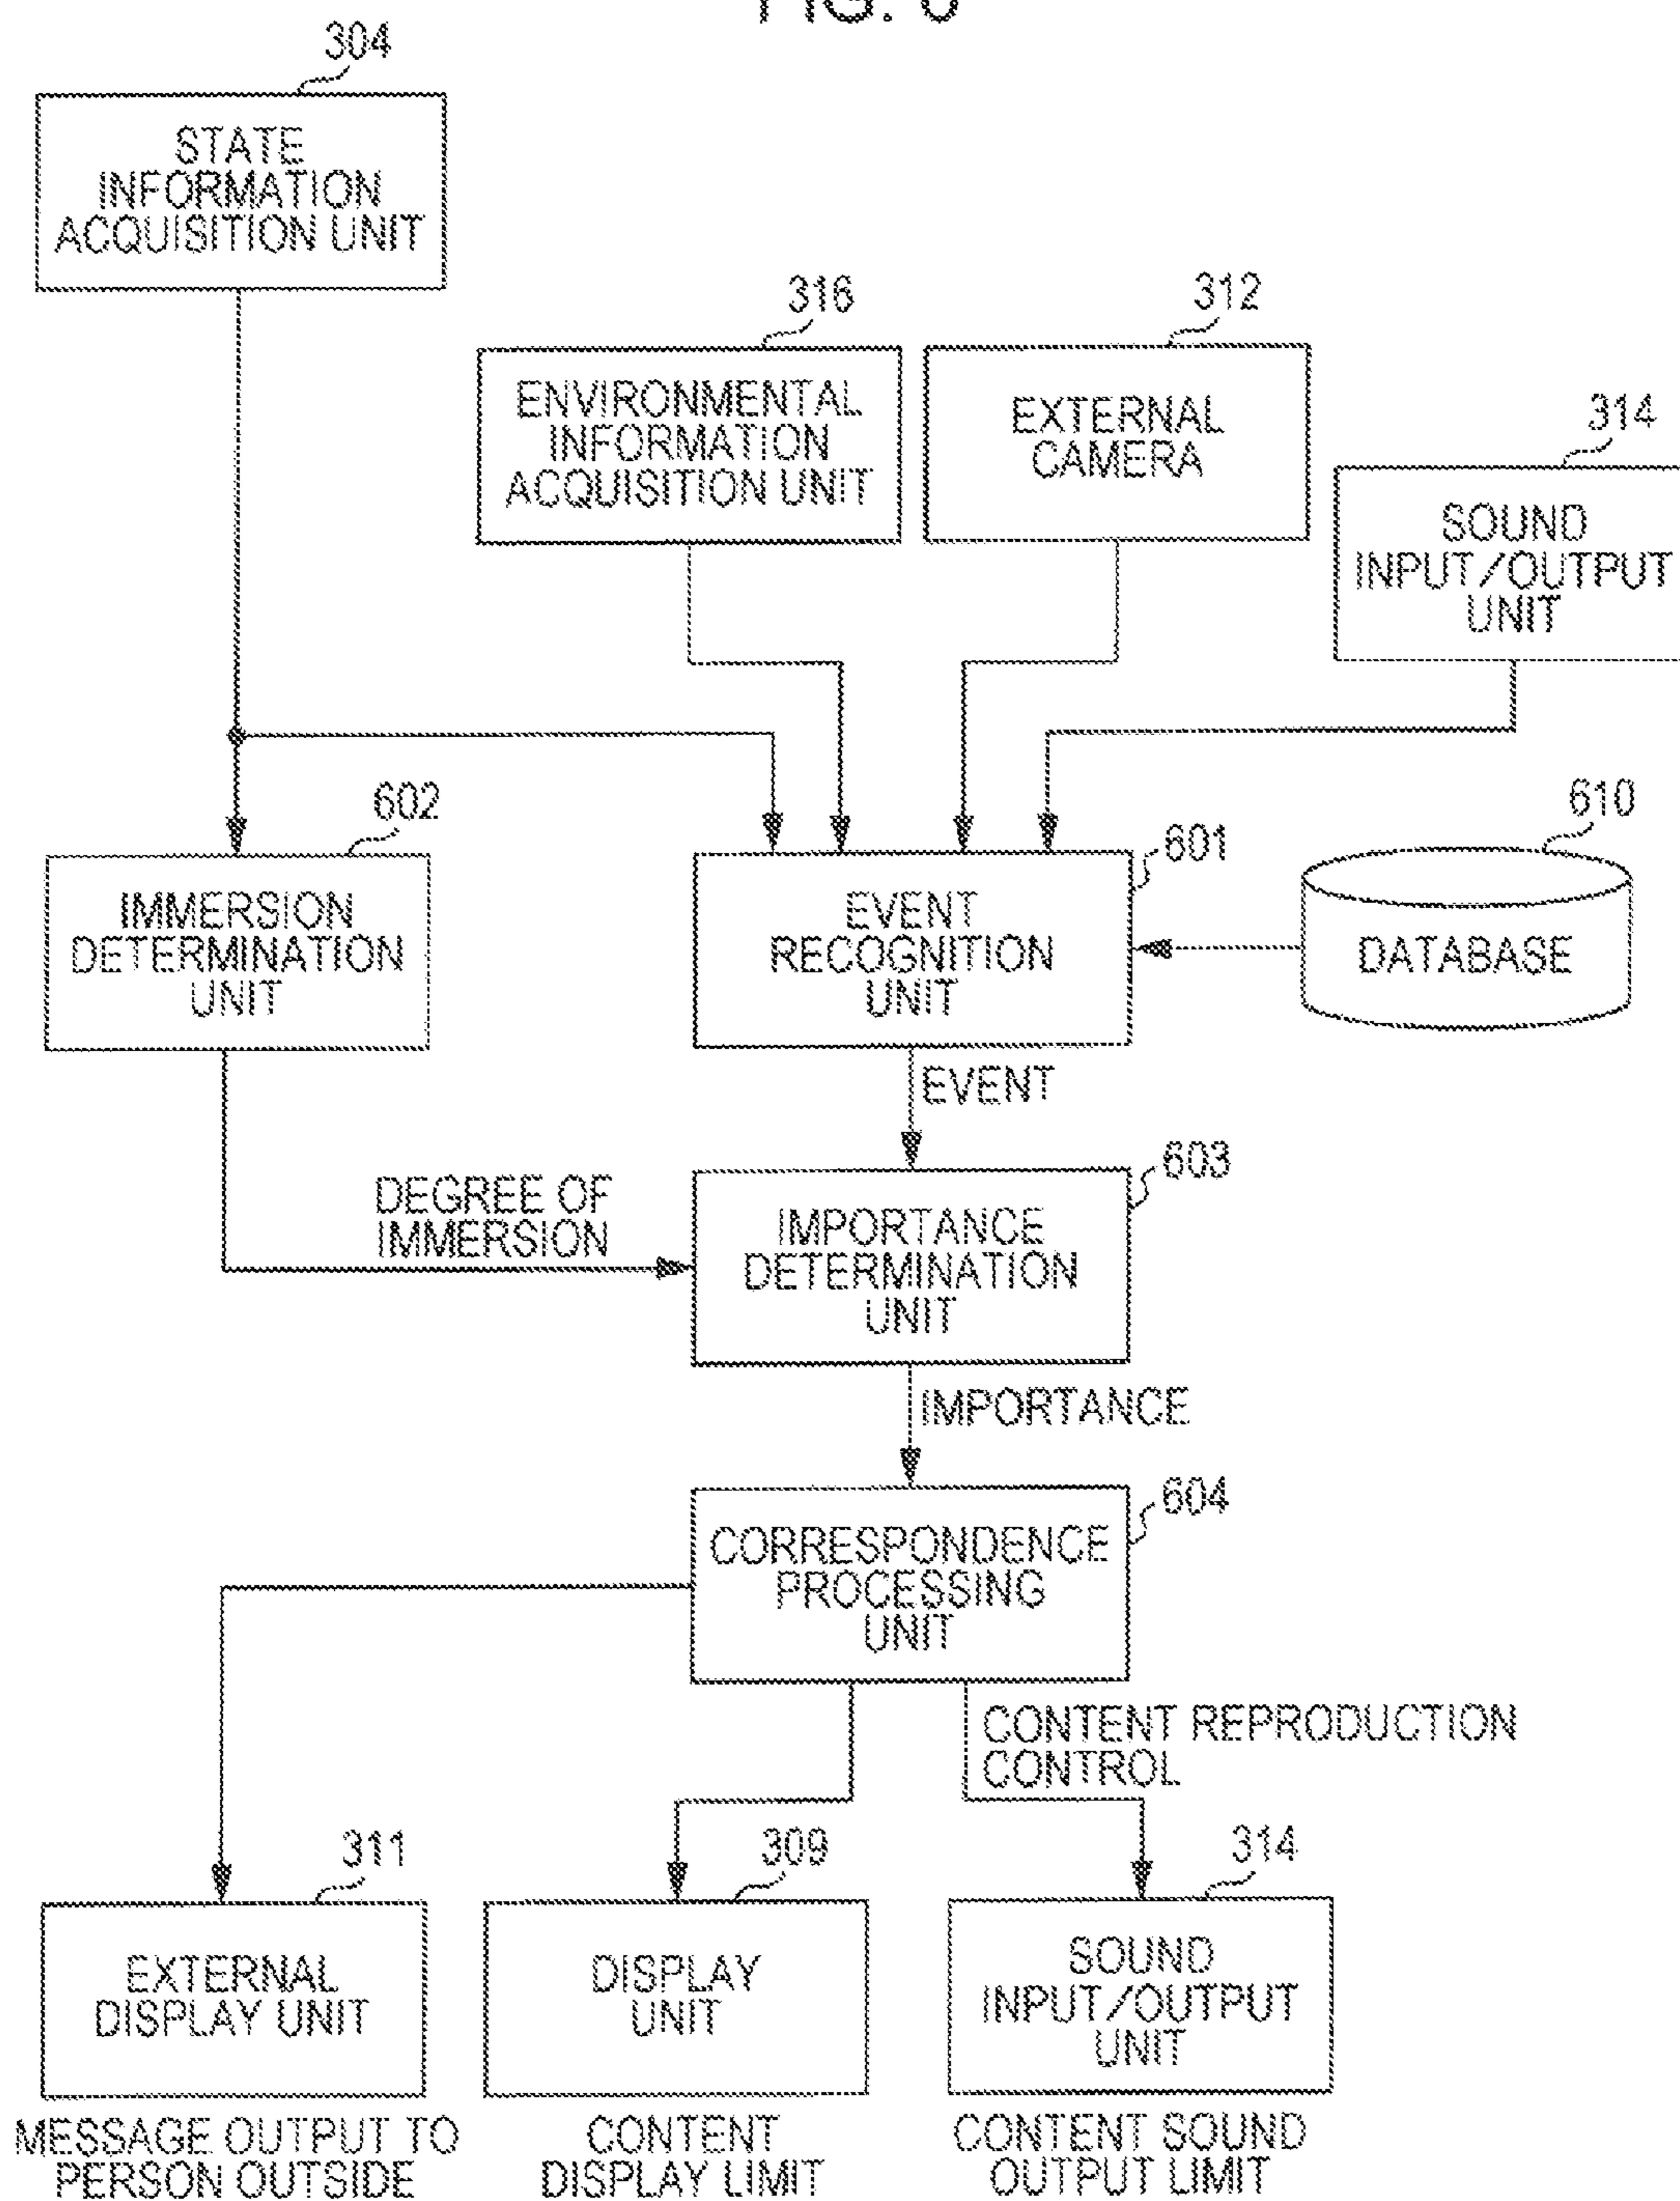 304
STATE
INFORMATION
ACQUISITION UNIT
316
ENVIRONMENTAL
INFORMATION
ACQUISITION UNIT
312
EXTERNAL
CAMERA
314
SOUND
INPUT/OUTPUT
UNIT
602
IMMERSION
DETERMINATION
UNIT
601
EVENT
RECOGNITION
UNIT
610
DATABASE
EVENT
DEGREE OF
IMMERSION
603
IMPORTANCE
DETERMINATION
UNIT
IMPORTANCE
604
CORRESPONDENCE
PROCESSING
UNIT
CONTENT REPRODUCTION
CONTROL
311
EXTERNAL
DISPLAY UNIT
MESSAGE OUTPUT TO
PERSON OUTSIDE
309
DISPLAY
UNIT
CONTENT
DISPLAY LIMIT
314
SOUND
INPUT/OUTPUT
UNIT
CONTENT SOUND
OUTPUT LIMIT